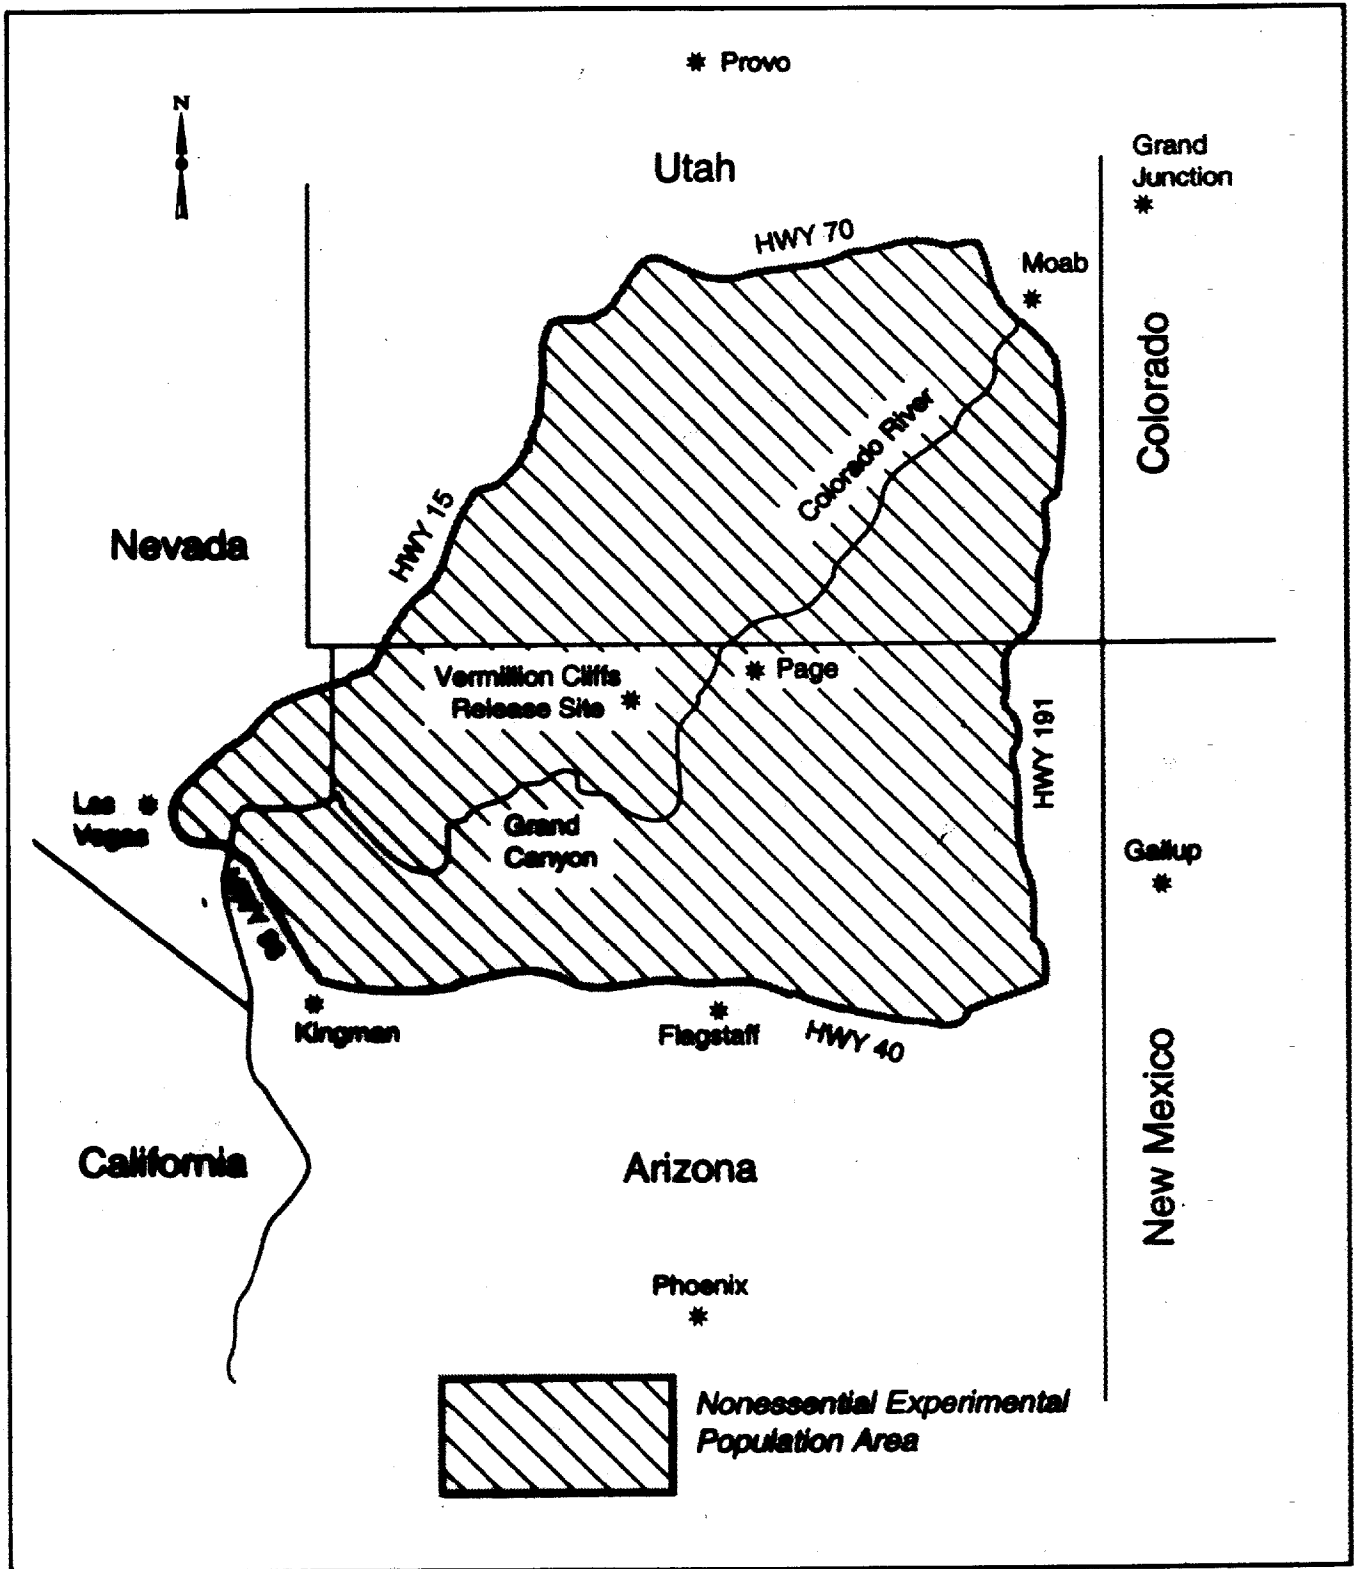 Provo
N
Utah
Grand
Junction
HWY 70
Moab
Colorado
Colorado River
HWY 15
Nevada
Vermillion Cliffs
Release Site
Page
HWY 191
Las
Vegas
Grand
Canyon
Gallup
Kingman
Flagstaff
HWY 40
California
Arizona
New Mexico
Phoenix
Nonessential Experimental
Population Area